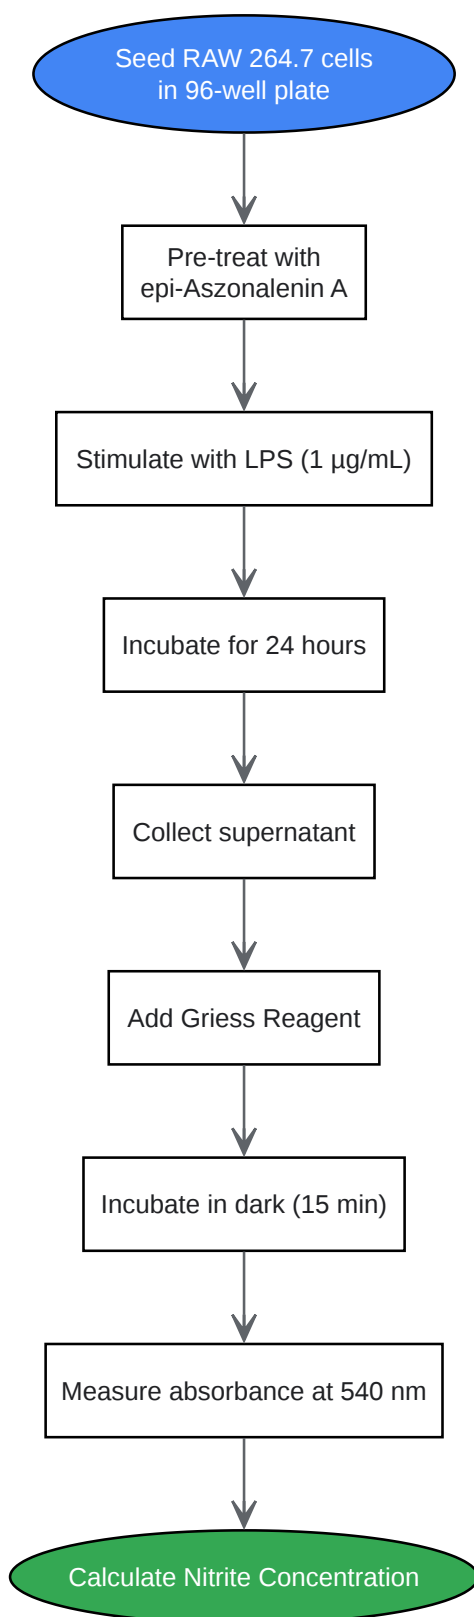 Seed RAW 264.7 cells
in 96-well plate
Pre-treat with
epi-Aszonalenin A
Stimulate with LPS (1 µg/mL)
Incubate for 24 hours
Collect supernatant
Add Griess Reagent
Incubate in dark (15 min)
Measure absorbance at 540 nm
Calculate Nitrite Concentration